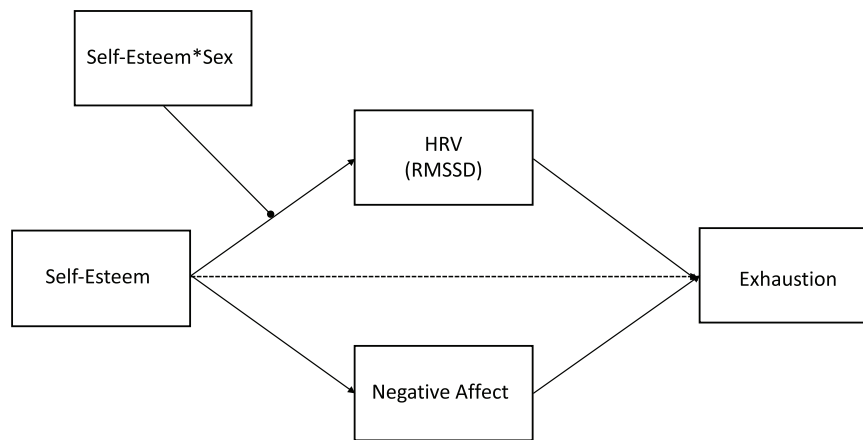 Self-Esteem*Sex
HRV
(RMSSD)
Self-Esteem
Exhaustion
Negative Affect